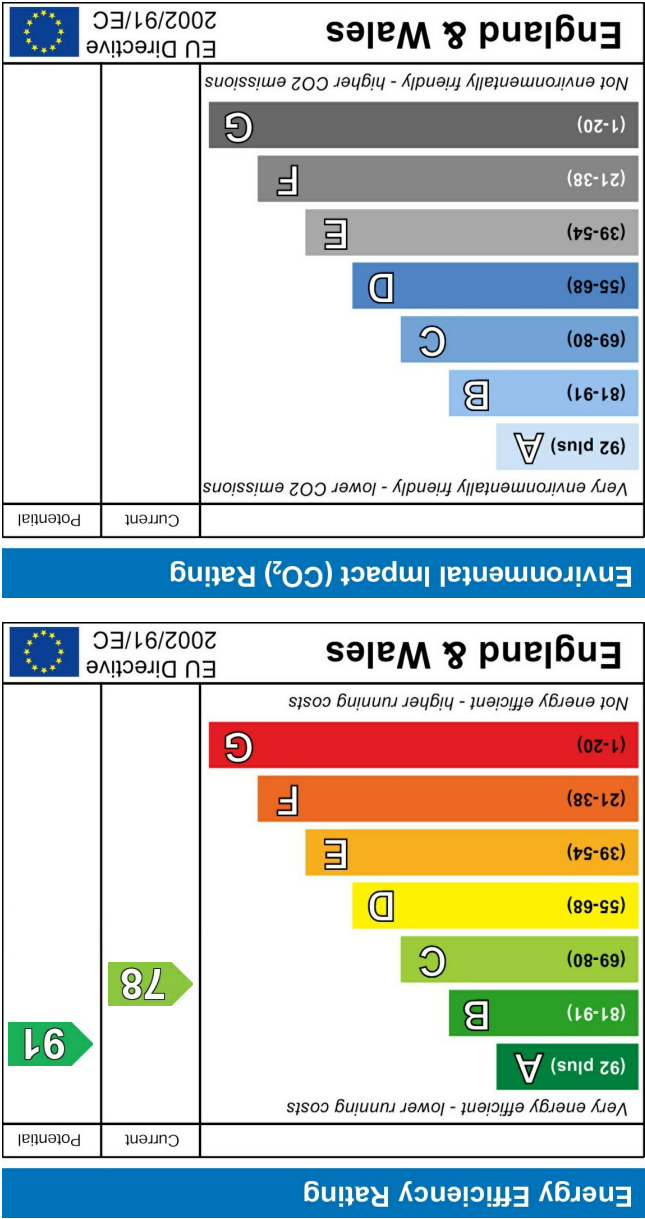 Energy Efficiency Rating
Current Potential
Very energy efficient - lower running costs
(92 plus) A
(81-91) B
(69-80) C
(55-68) D
(39-54) E
(21-38) F
(1-20) G
78
91
Not energy efficient - higher running costs
England & Wales
EU Directive
2002/91/EC
Environmental Impact (CO₂) Rating
Current Potential
Very environmentally friendly - lower CO2 emissions
(92 plus) A
(81-91) B
(69-80) C
(55-68) D
(39-54) E
(21-38) F
(1-20) G
Not environmentally friendly - higher CO2 emissions
England & Wales
EU Directive
2002/91/EC